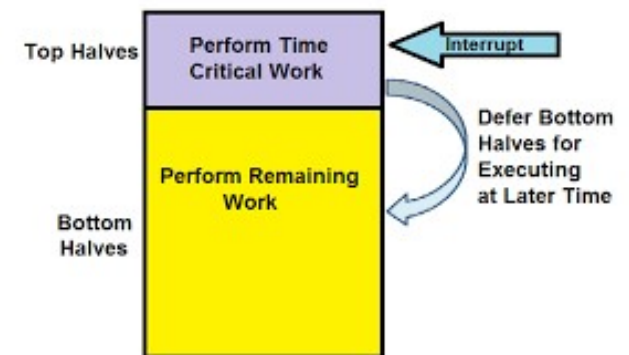 Top Halves
Perform Time
Critical Work
Interrupt
Defer Bottom
Halves for
Executing
at Later Time
Perform Remaining
Work
Bottom
Halves